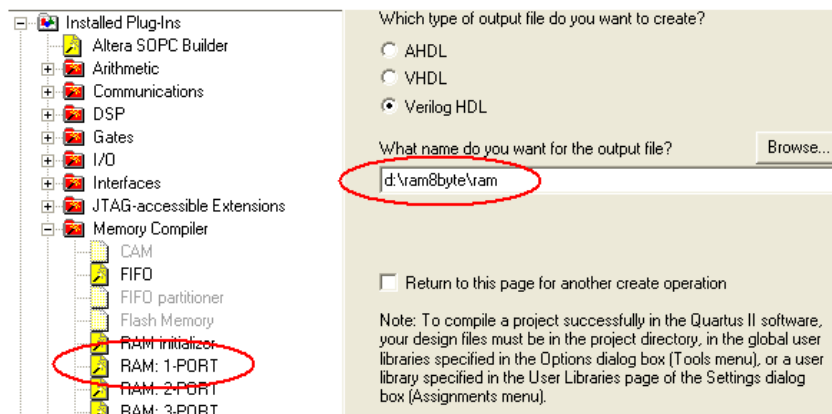 Installed Plug-Ins
Altera SOPC Builder
Arithmetic
Communications
DSP
Gates
I/O
Interfaces
JTAG-accessible Extensions
Memory Compiler
CAM
FIFO
FIFO partitioner
Flash Memory
RAM initializer
RAM: 1-PORT
RAM: 2-PORT
RAM: 3-PORT
Which type of output file do you want to create?
AHDL
VHDL
Verilog HDL
What name do you want for the output file?
Browse...
d:\ram8byte\ram
Return to this page for another create operation
Note: To compile a project successfully in the Quartus II software,
your design files must be in the project directory, in the global user
libraries specified in the Options dialog box (Tools menu), or a user
library specified in the User Libraries page of the Settings dialog
box (Assignments menu).